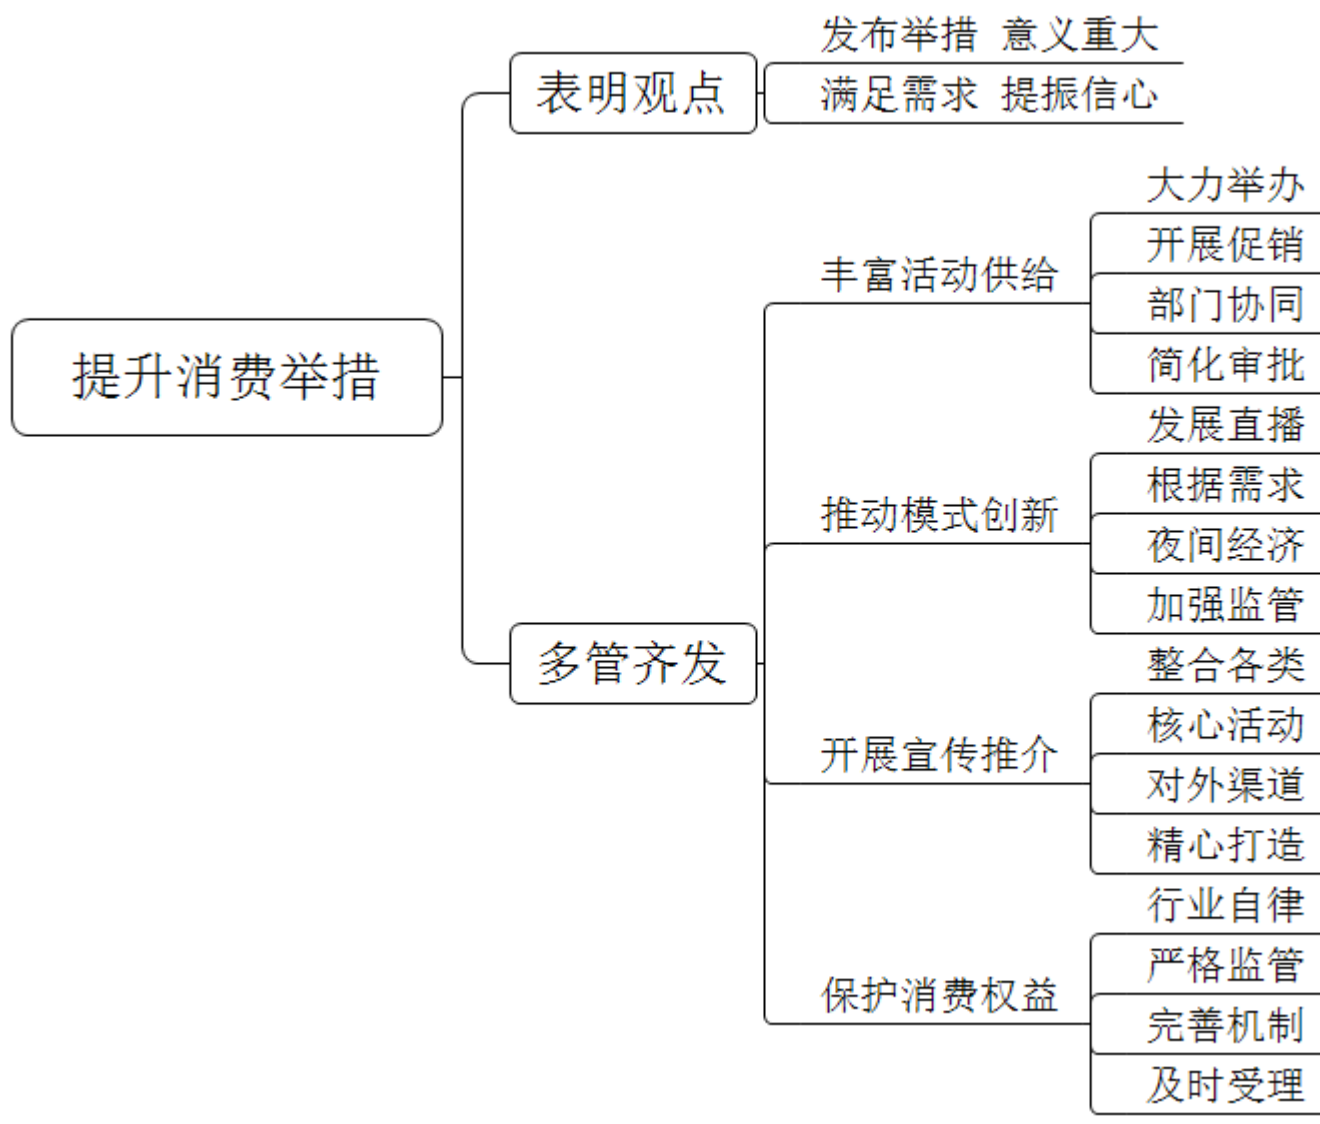 发布举措 意义重大
表明观点
满足需求 提振信心
大力举办
开展促销
丰富活动供给
部门协同
简化审批
提升消费举措
发展直播
根据需求
推动模式创新
夜间经济
加强监管
多管齐发
整合各类
核心活动
开展宣传推介
对外渠道
精心打造
行业自律
严格监管
保护消费权益
完善机制
及时受理